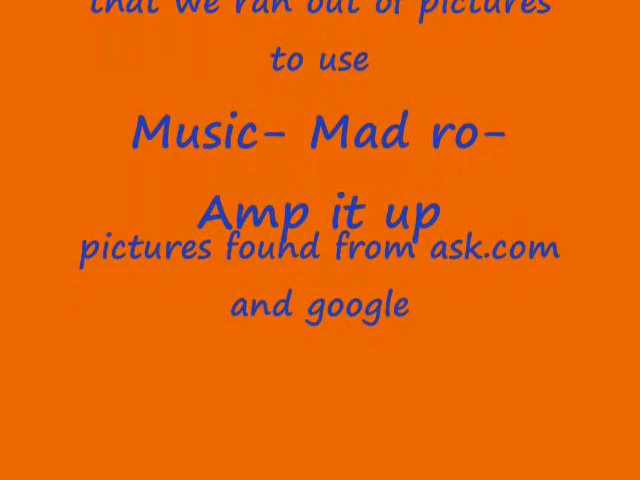 that we ran out of pictures
to use
Music- Mad ro-
Amp it up
pictures found from ask.com
and google